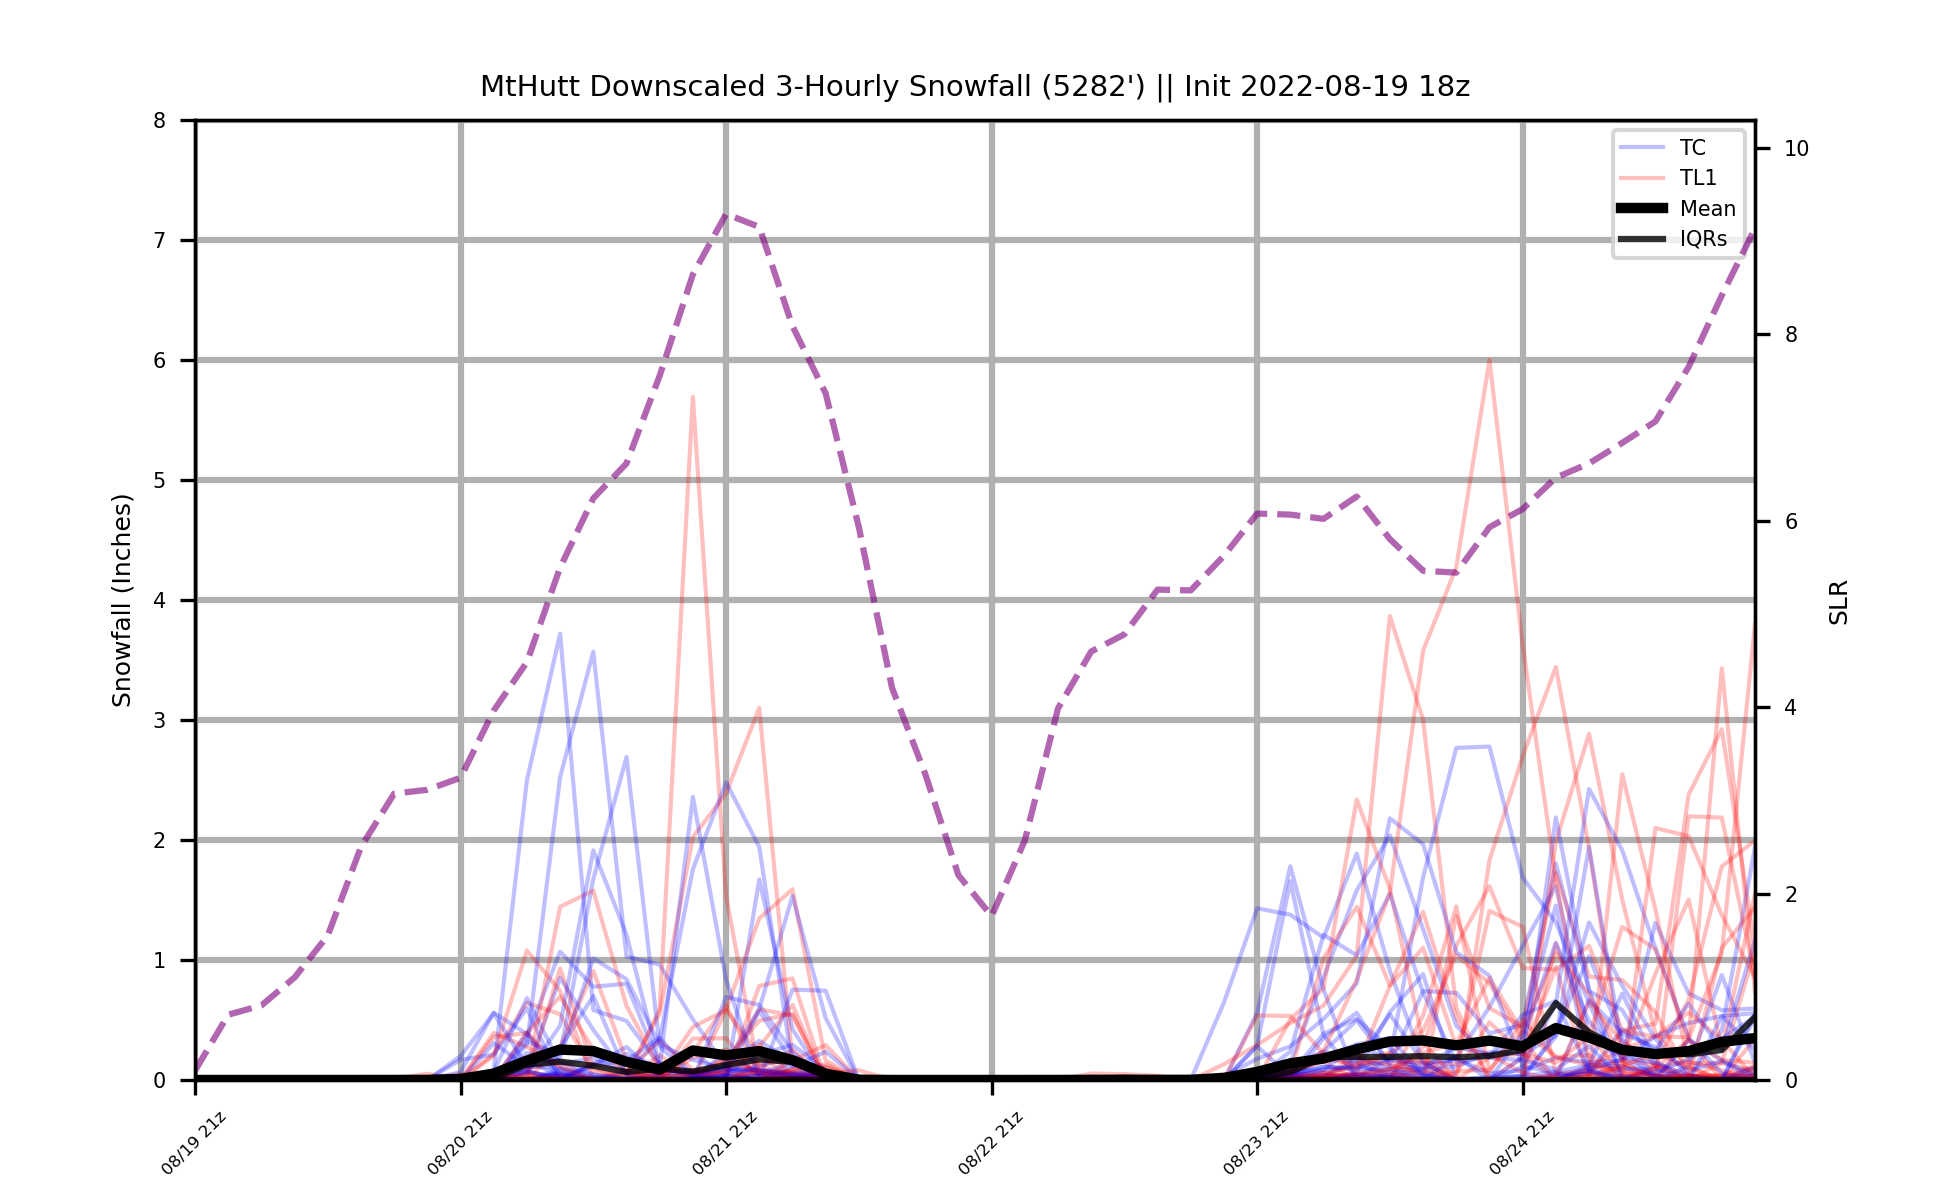 MtHutt Downscaled 3-Hourly Snowfall (5282') || Init 2022-08-19 18z
8
7
6
5
4
3
2
1
0
Snowfall (Inches)
TC
TL1
Mean
IQRs
10
8
6
4
2
0
SLR
08/19 21z
08/20 21z
08/21 21z
08/22 21z
08/23 21z
08/24 21z